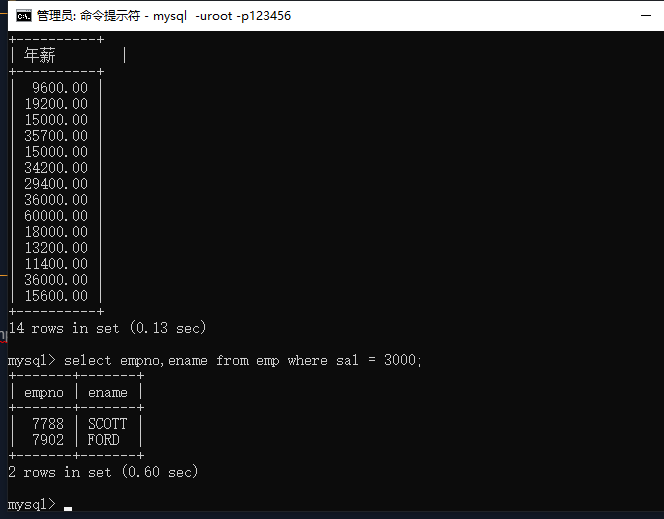 管理员: 命令提示符 - mysql  -uroot -p123456
+----------+
| 年薪        |
+----------+
|  9600.00 |
| 19200.00 |
| 15000.00 |
| 35700.00 |
| 15000.00 |
| 34200.00 |
| 29400.00 |
| 36000.00 |
| 60000.00 |
| 18000.00 |
| 13200.00 |
| 11400.00 |
| 36000.00 |
| 15600.00 |
+----------+
14 rows in set (0.13 sec)
mysql> select empno,ename from emp where sal = 3000;
+-------+-------+
| empno | ename |
+-------+-------+
|  7788 | SCOTT |
|  7902 | FORD  |
+-------+-------+
2 rows in set (0.60 sec)
mysql>